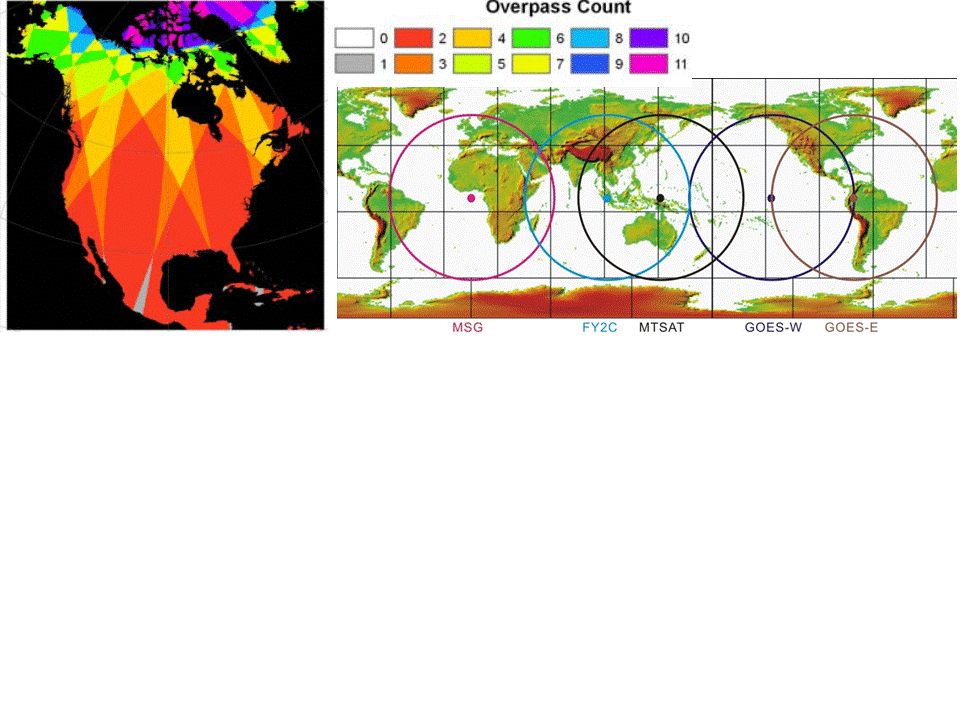 Overpass Count
0 2 4 6 8 10
1 3 5 7 9 11
MSG FY2C MTSAT GOES-W GOES-E